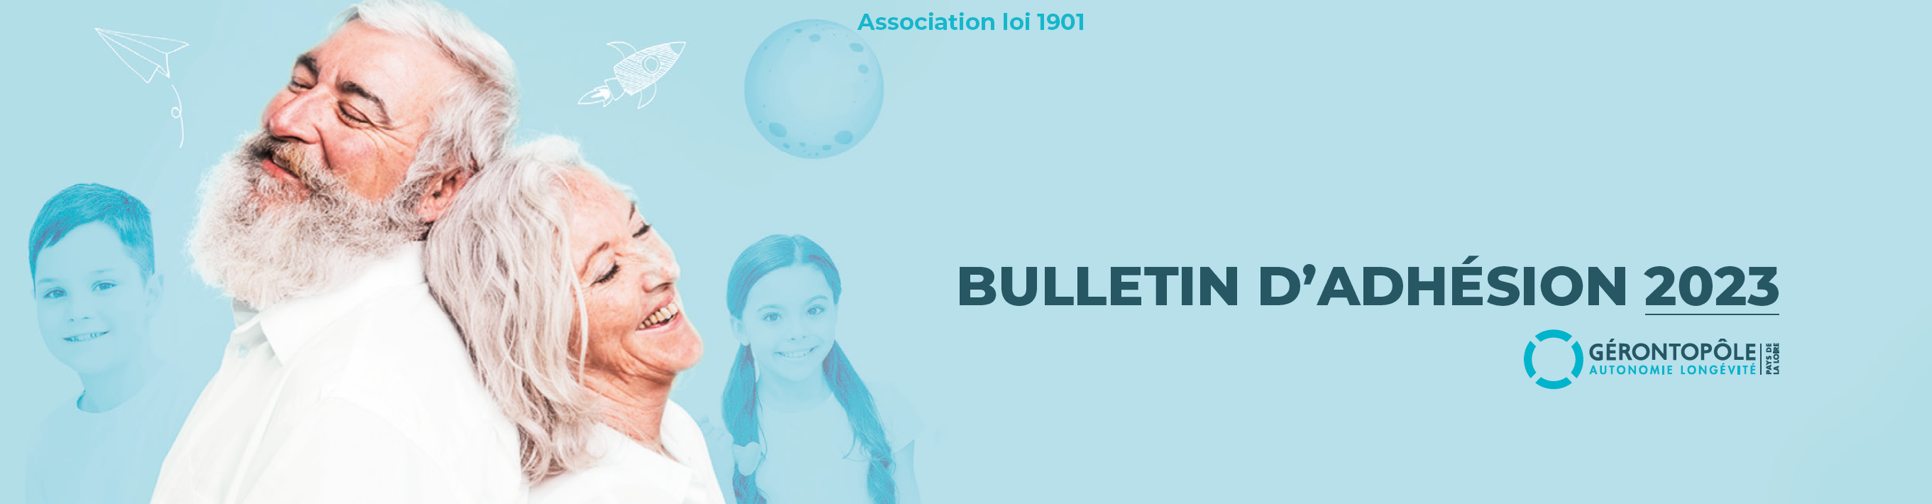 Association loi 1901
BULLETIN D’ADHÉSION 2023
GÉRONTOPÔLE
AUTONOMIE LONGÉVITÉ
PAYS DE
LA LOIRE